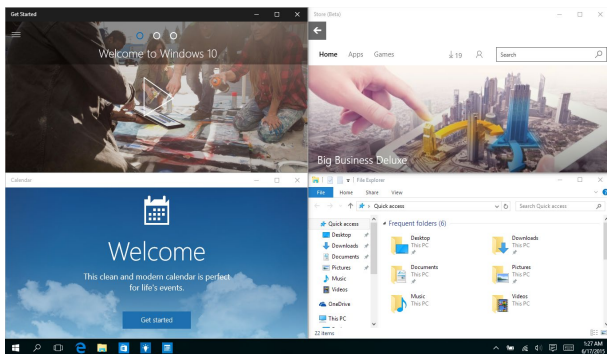 Get Started
Welcome to Windows 10
Store (Beta)
Home Apps Games
19
Search
Big Business Deluxe
Calendar
Welcome
This clean and modern calendar is perfect
for life's events.
Get started
File Explorer
File Home Share View
Quick access
Search Quick access
Quick access
Desktop
Downloads
Documents
Pictures
Music
Videos
OneDrive
This PC
Frequent folders (6)
Desktop
This PC
Downloads
This PC
Documents
This PC
Pictures
This PC
Music
This PC
Videos
This PC
22 items
1:27 AM
6/17/2015